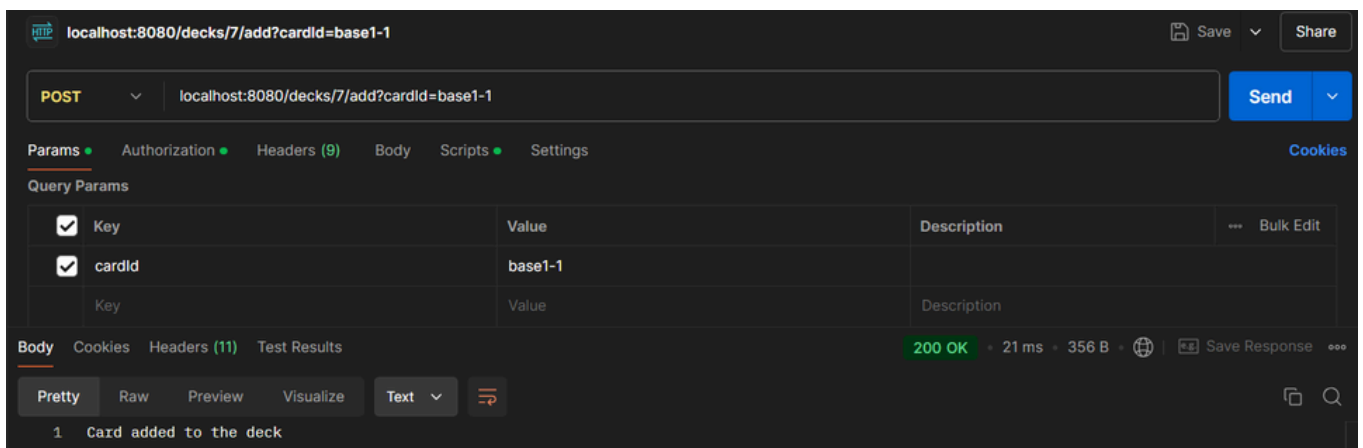 HTTP localhost:8080/decks/7/add?cardId=base1-1 Save Share
POST localhost:8080/decks/7/add?cardId=base1-1 Send
Params Authorization Headers (9) Body Scripts Settings Cookies
Query Params
Key Value Description Bulk Edit
cardId base1-1
Key Value Description
Body Cookies Headers (11) Test Results 200 OK 21 ms 356 B e.g. Save Response
Pretty Raw Preview Visualize Text
1 Card added to the deck